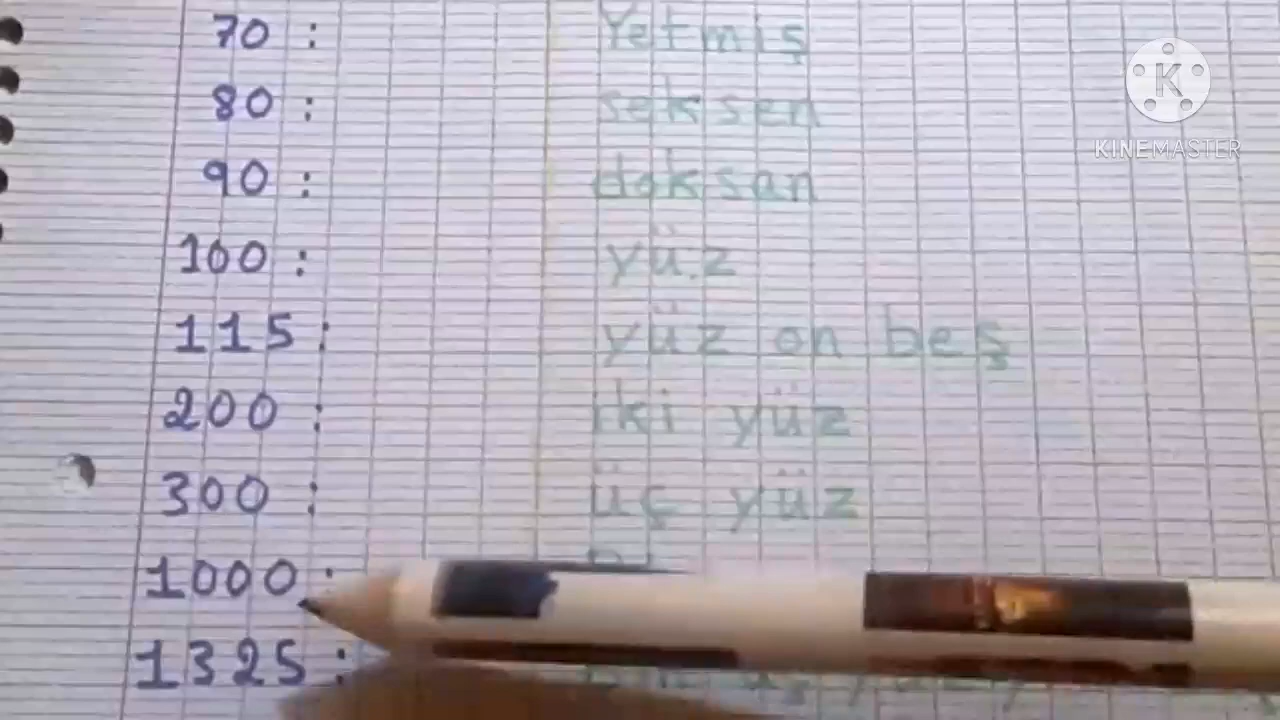 70 : Yetmiş
80 : seksen
90 : doksan
100 : yüz
115 : yüz on beş
200 : iki yüz
300 : üç yüz
1000 :
1325 :
K
KINEMASTER